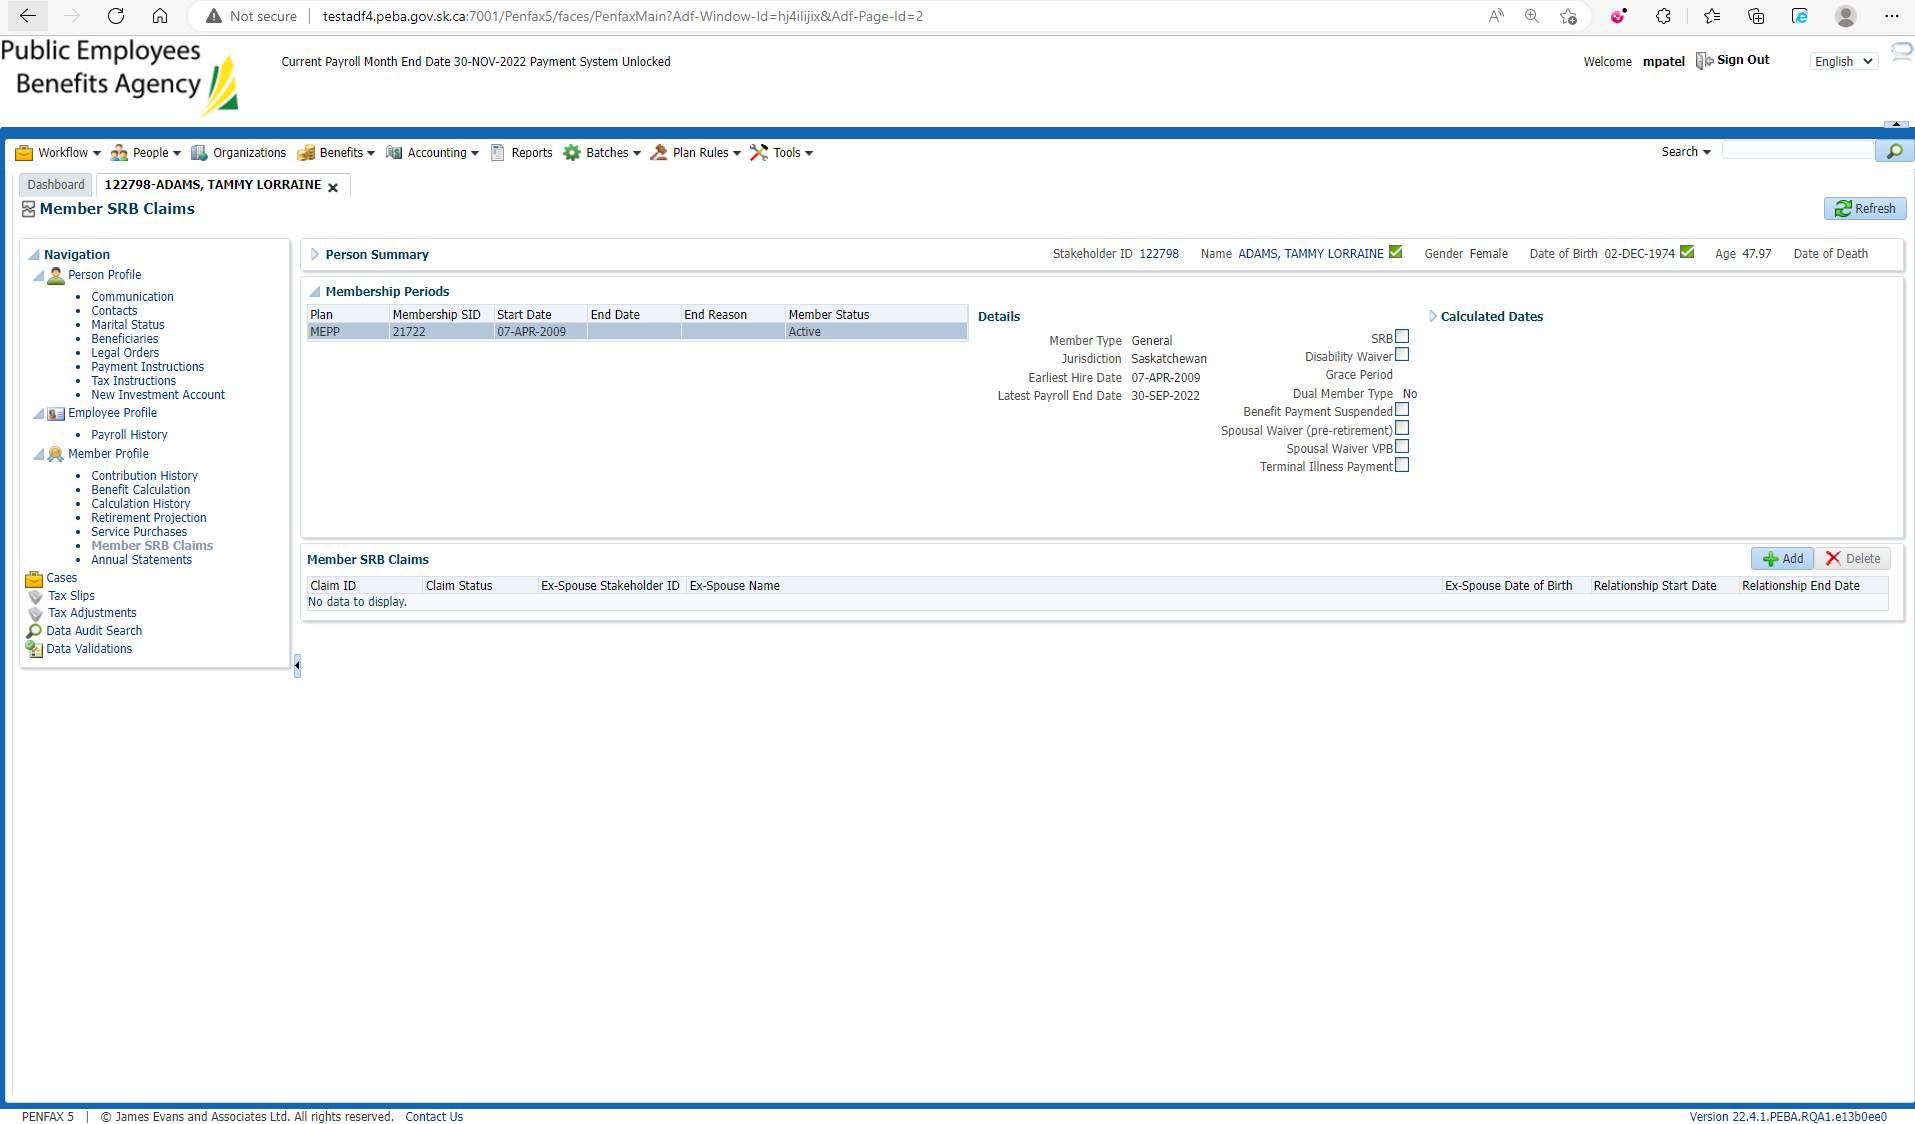 Not secure | testadf4.peba.gov.sk.ca:7001/Penfax5/faces/PenfaxMain?Adf-Window-Id=hj4ilijix&Adf-Page-Id=2
Public Employees
Benefits Agency
Current Payroll Month End Date 30-NOV-2022 Payment System Unlocked
Welcome mpatel Sign Out English
Workflow People Organizations Benefits Accounting Reports Batches Plan Rules Tools Search
Dashboard 122798-ADAMS, TAMMY LORRAINE
Member SRB Claims
Refresh
Navigation
Person Profile
Communication
Contacts
Marital Status
Beneficiaries
Legal Orders
Payment Instructions
Tax Instructions
New Investment Account
Employee Profile
Payroll History
Member Profile
Contribution History
Benefit Calculation
Calculation History
Retirement Projection
Service Purchases
Member SRB Claims
Annual Statements
Cases
Tax Slips
Tax Adjustments
Data Audit Search
Data Validations
Person Summary
Stakeholder ID 122798 Name ADAMS, TAMMY LORRAINE Gender Female Date of Birth 02-DEC-1974 Age 47.97 Date of Death
Membership Periods
Plan Membership SID Start Date End Date End Reason Member Status
MEPP 21722 07-APR-2009 Active
Details
Member Type General
Jurisdiction Saskatchewan
Earliest Hire Date 07-APR-2009
Latest Payroll End Date 30-SEP-2022
SRB
Disability Waiver
Grace Period
Dual Member Type No
Benefit Payment Suspended
Spousal Waiver (pre-retirement)
Spousal Waiver VPB
Terminal Illness Payment
Calculated Dates
Member SRB Claims
Add Delete
Claim ID Claim Status Ex-Spouse Stakeholder ID Ex-Spouse Name Ex-Spouse Date of Birth Relationship Start Date Relationship End Date
No data to display.
PENFAX 5 | © James Evans and Associates Ltd. All rights reserved. Contact Us
Version 22.4.1.PEBA.RQA1.e13b0ee0